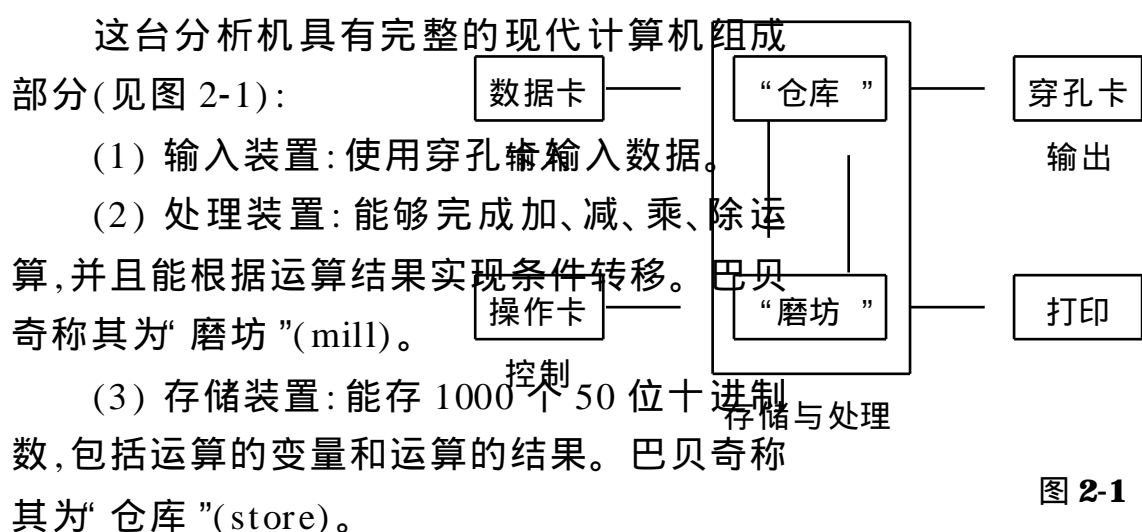 这台分析机具有完整的现代计算机组成
部分(见图 2-1):
(1) 输入装置:使用穿孔卡输入数据。
(2) 处理装置:能够完成加、减、乘、除运
算,并且能根据运算结果实现条件转移。巴贝
奇称其为“磨坊”(mill)。
(3) 存储装置:能存 1000 个 50 位十进制
数,包括运算的变量和运算的结果。巴贝奇称
其为“仓库”(store)。
数据卡
输入
“仓库”
穿孔卡
输出
操作卡
控制
“磨坊”
打印
存储与处理
图 2-1